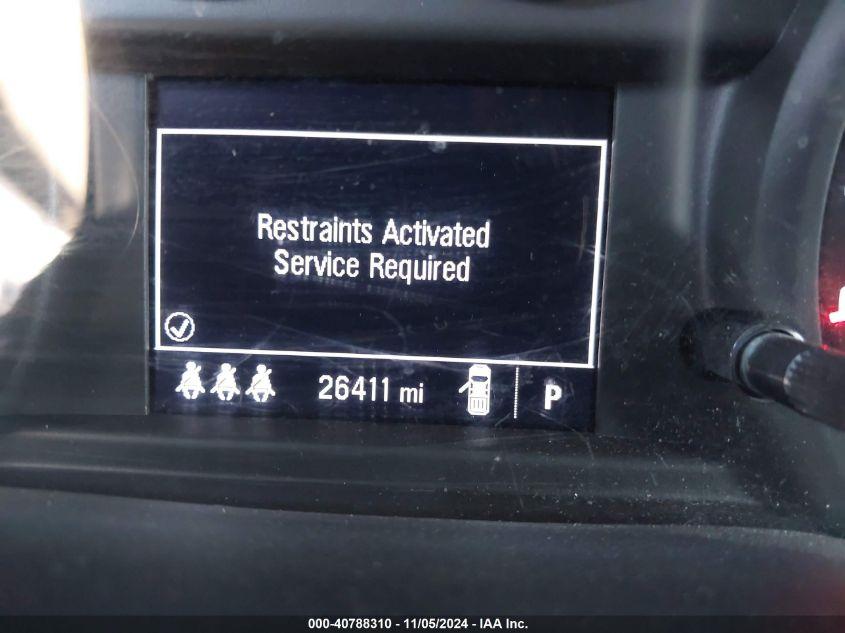 Restraints Activated
Service Required
26411 mi
P
000-40788310 - 11/05/2024 - IAA Inc.